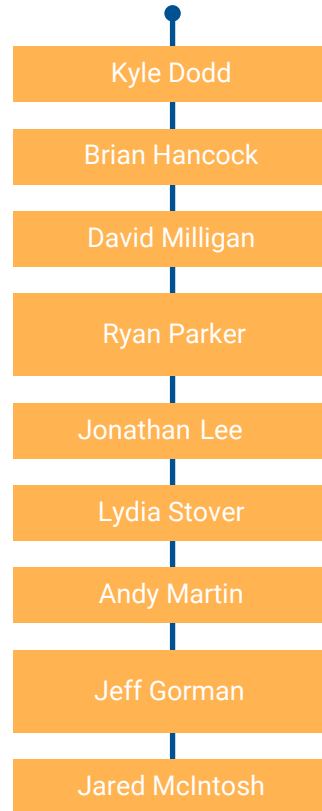 Kyle Dodd
Brian Hancock
David Milligan
Ryan Parker
Jonathan Lee
Lydia Stover
Andy Martin
Jeff Gorman
Jared McIntosh